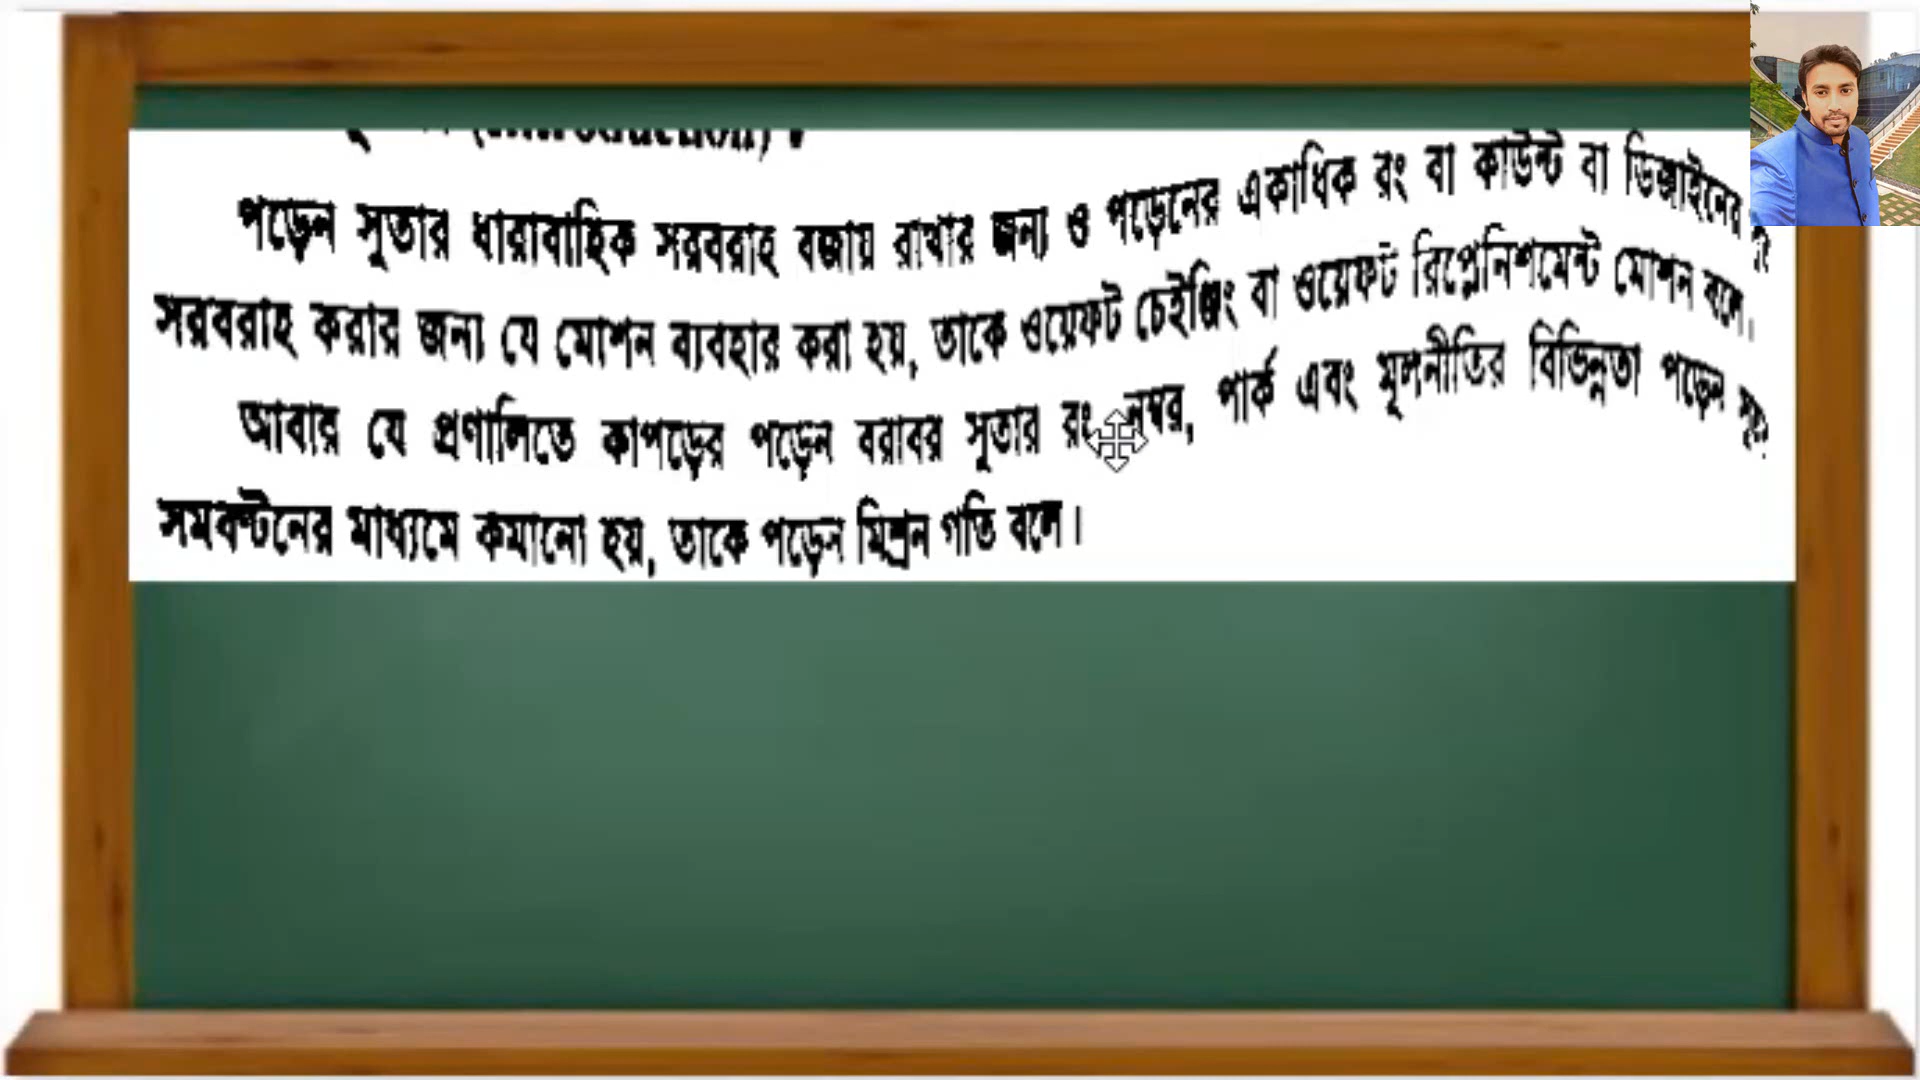 (Introduction) :
পড়েন সুতার ধারাবাহিক সরবরাহ বজায় রাখার জন্য ও পড়েনের একাধিক রং বা কাউন্ট বা ডিজাইনের
সরবরাহ করার জন্য যে মোশন ব্যবহার করা হয়, তাকে ওয়েফট চেইঞ্জিং বা ওয়েফট রিপ্লেনিশমেন্ট মোশন বলে।
আবার যে প্রণালিতে কাপড়ের পড়েন বরাবর সুতার রং নম্বর, পার্ক এবং মূলনীতির বিভিন্নতা পড়েন
সমবণ্টনের মাধ্যমে কমানো হয়, তাকে পড়েন মিশ্রন গতি বলে।